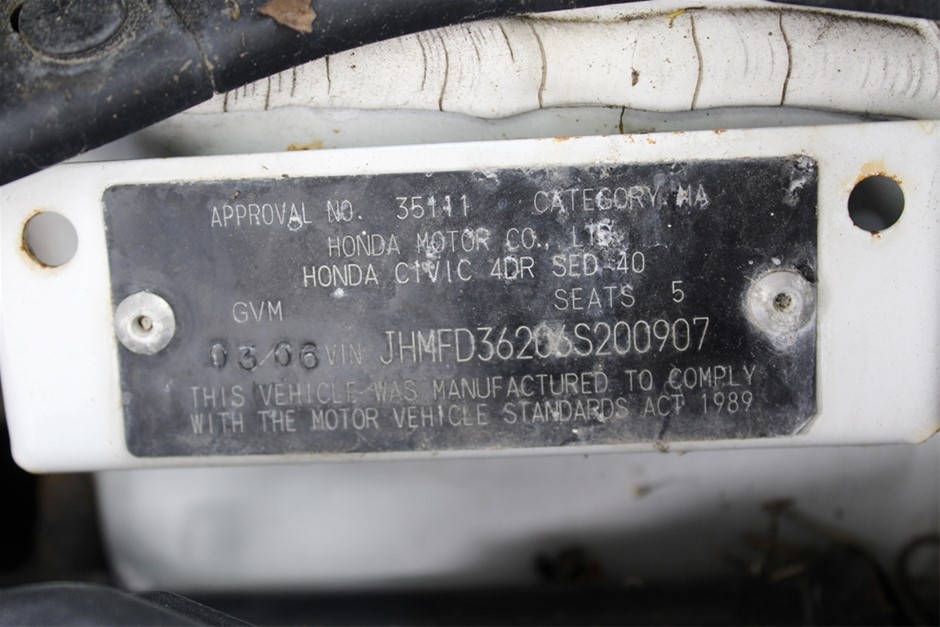 APPROVAL NO. 35111 CATEGORY MA
HONDA MOTOR CO., LTD.
HONDA CIVIC 4DR SED 40
GVM SEATS 5
03/06 VIN JHMFD36206S200907
THIS VEHICLE WAS MANUFACTURED TO COMPLY
WITH THE MOTOR VEHICLE STANDARDS ACT 1989